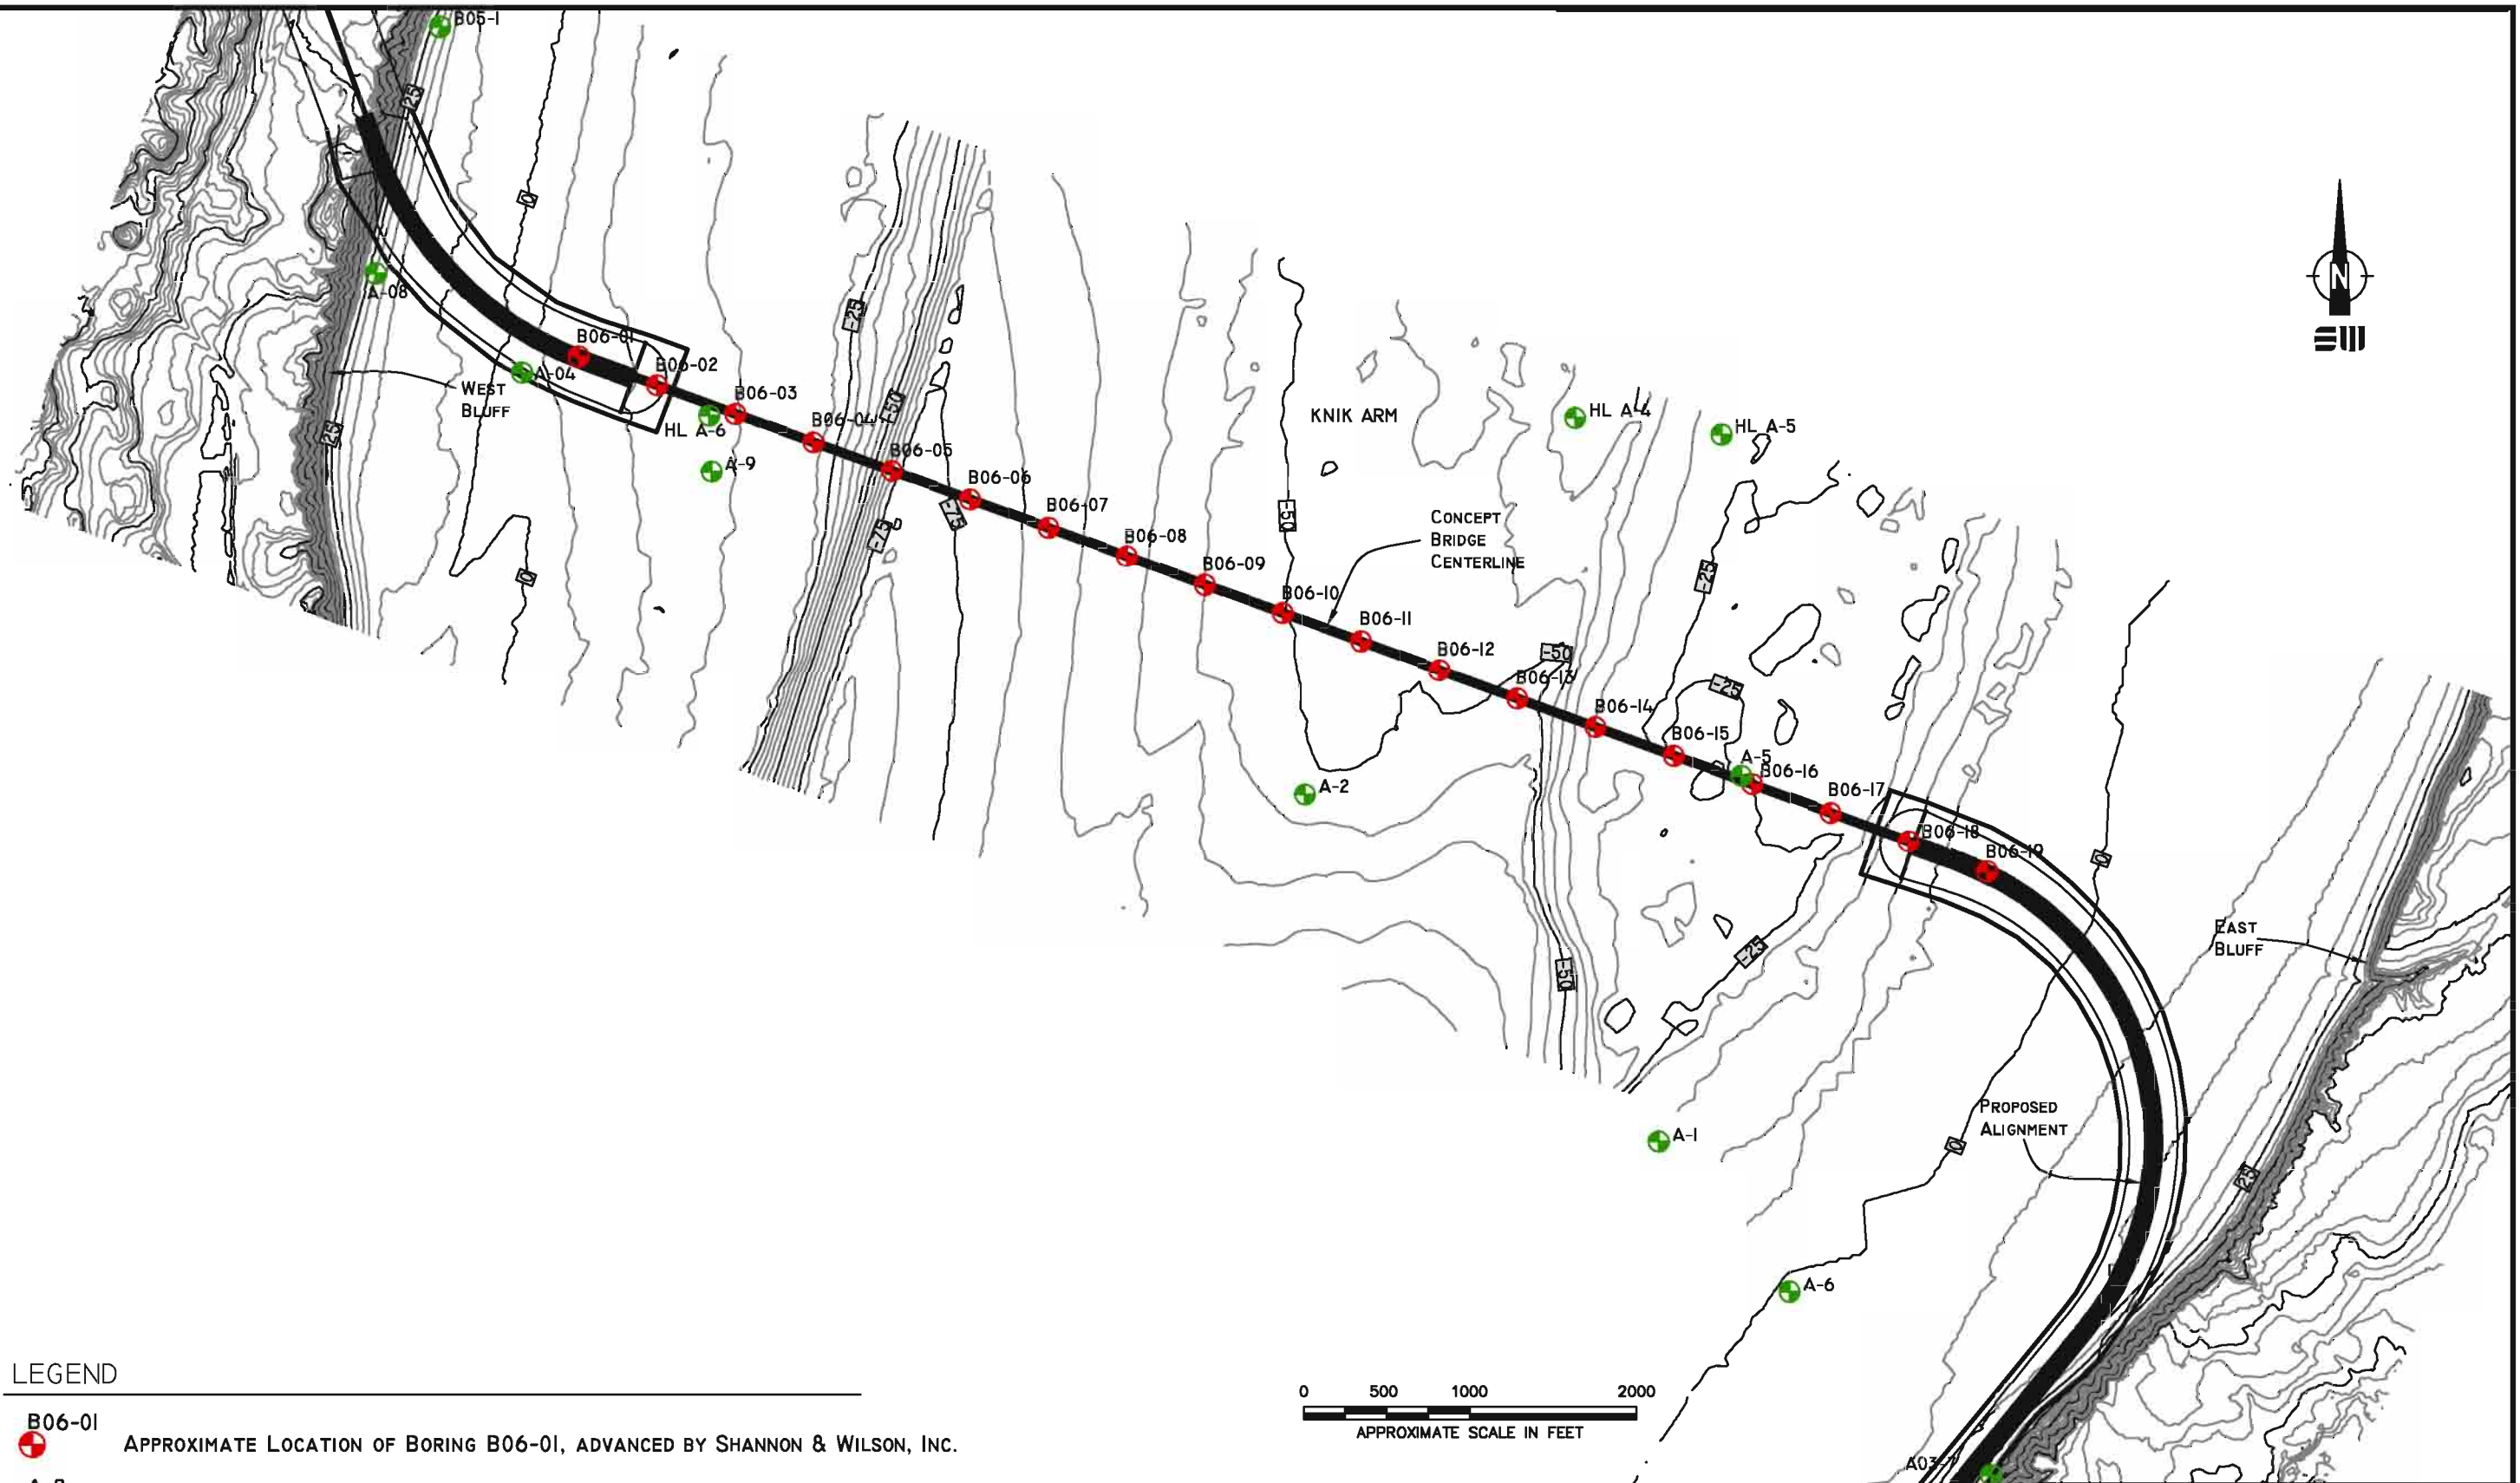 B05-1
25
0
A-08
B06-01
B06-02
A-04
WEST
BLUFF
25
B06-03
HL A-6
A-9
-25
-50
B06-04
B06-05
B06-06
-75
-75
B06-07
B06-08
B06-09
B06-10
B06-11
B06-12
B06-13
B06-14
B06-15
A-5
B06-16
B06-17
B06-18
B06-19
0
KNIK ARM
HL A-4
HL A-5
-50
CONCEPT
BRIDGE
CENTERLINE
-25
-50
-25
A-2
N
SW
0
EAST
BLUFF
-25
-50
PROPOSED
ALIGNMENT
0
A-1
25
A-6
LEGEND
B06-01
APPROXIMATE LOCATION OF BORING B06-01, ADVANCED BY SHANNON & WILSON, INC.
0 500 1000 2000
APPROXIMATE SCALE IN FEET